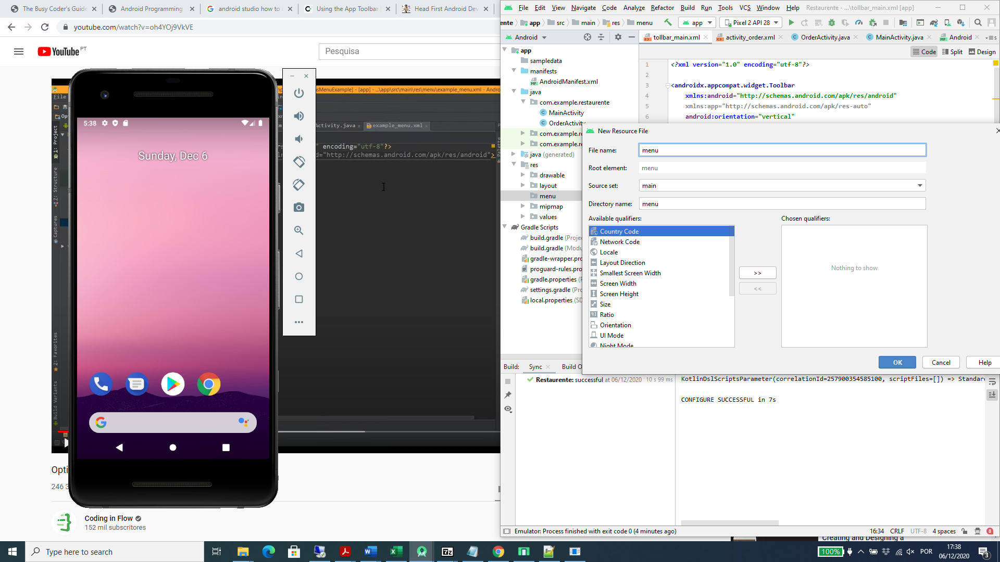 The Busy Coder's Guide
Android Programming
android studio how to
Using the App Toolbar
Head First Android Dev
youtube.com/watch?v=oh4YOj9VkVE
YouTube PT
Pesquisa
asMenuExample] - [app] - ...\app\src\main\res\menu\example_menu.xml - Andro
File
ctivity.java
example_menu.xml
encoding="utf-8"?>
d="http://schemas.android.com/apk/res/android">
1: Project
Z: Structure
Captures
2: Favorites
Build Variants
Palette
5:38
Sunday, Dec 6
Opti
246 3
Coding in Flow
152 mil subscritores
File Edit View Navigate Code Analyze Refactor Build Run Tools VCS Window Help Restaurente - ...\tollbar_main.xml [app]
ente app src main res menu
app
Pixel 2 API 28
Android
tollbar_main.xml
activity_order.xml
OrderActivity.java
MainActivity.java
Android
Code Split Design
app
sampledata
manifests
AndroidManifest.xml
java
com.example.restaurente
MainActivity
OrderActivity
com.example.re
com.example.re
java (generated)
res
drawable
layout
menu
mipmap
values
Gradle Scripts
build.gradle (Projec
build.gradle (Modu
gradle-wrapper.pro
proguard-rules.pro
gradle.properties (P
settings.gradle (Pro
local.properties (SD
1 <?xml version="1.0" encoding="utf-8"?>
2
3 <androidx.appcompat.widget.Toolbar
4 xmlns:android="http://schemas.android.com/apk/res/android"
5 xmlns:app="http://schemas.android.com/apk/res-auto"
6 android:orientation="vertical"
New Resource File
File name: menu
Root element: menu
Source set: main
Directory name: menu
Available qualifiers:
Chosen qualifiers:
Country Code
Network Code
Locale
Layout Direction
Smallest Screen Width
Screen Width
Screen Height
Size
Ratio
Orientation
UI Mode
Night Mode
>>
<<
Nothing to show
OK Cancel Help
Build: Sync Build O
Restaurente: successful at 06/12/2020 10 s 99 ms
KotlinDslScriptsParameter(correlationId=257900354585100, scriptFiles=[]) => Standar
CONFIGURE SUCCESSFUL in 7s
Emulator: Process finished with exit code 0 (4 minutes ago)
16:34 CRLF UTF-8 4 spaces 8
Creating and Designing a
Type here to search
100%
POR
17:38
06/12/2020
3